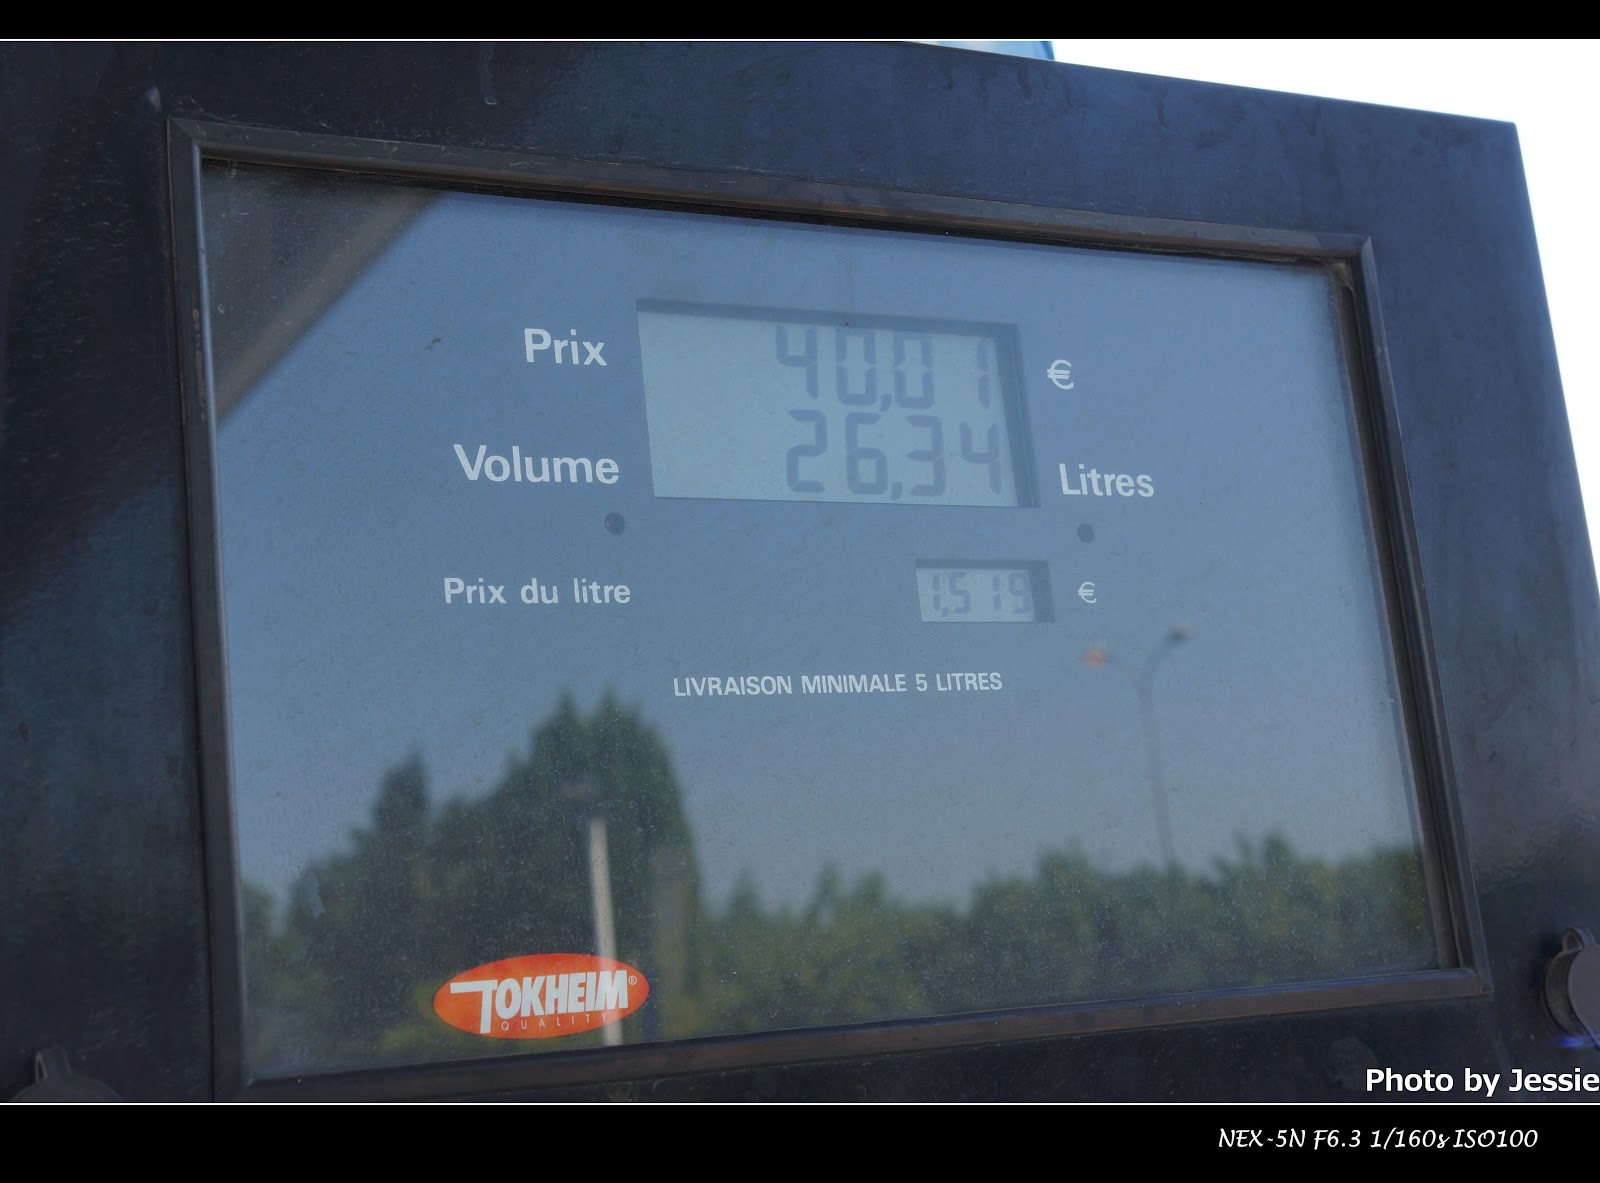 Prix 40,01 €
Volume 26,34 Litres
Prix du litre 1,519 €
LIVRAISON MINIMALE 5 LITRES
TOKHEIM®
QUALITY
Photo by Jessie
NEX-5N F6.3 1/160s ISO100